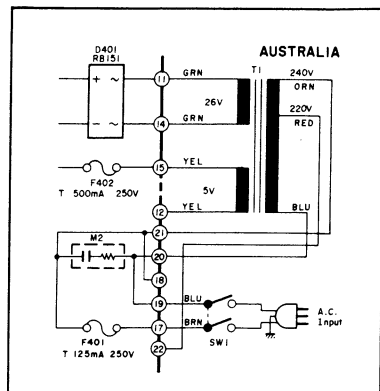 D401
RB151
AUSTRALIA
+ ~
- ~
11
GRN
T1
240V
ORN
220V
RED
26V
14
GRN
15
YEL
F402
T 500mA 250V
5V
12
YEL
BLU
21
M2
20
18
19
BLU
17
BRN
A.C.
Input
SW1
F401
T 125mA 250V
22